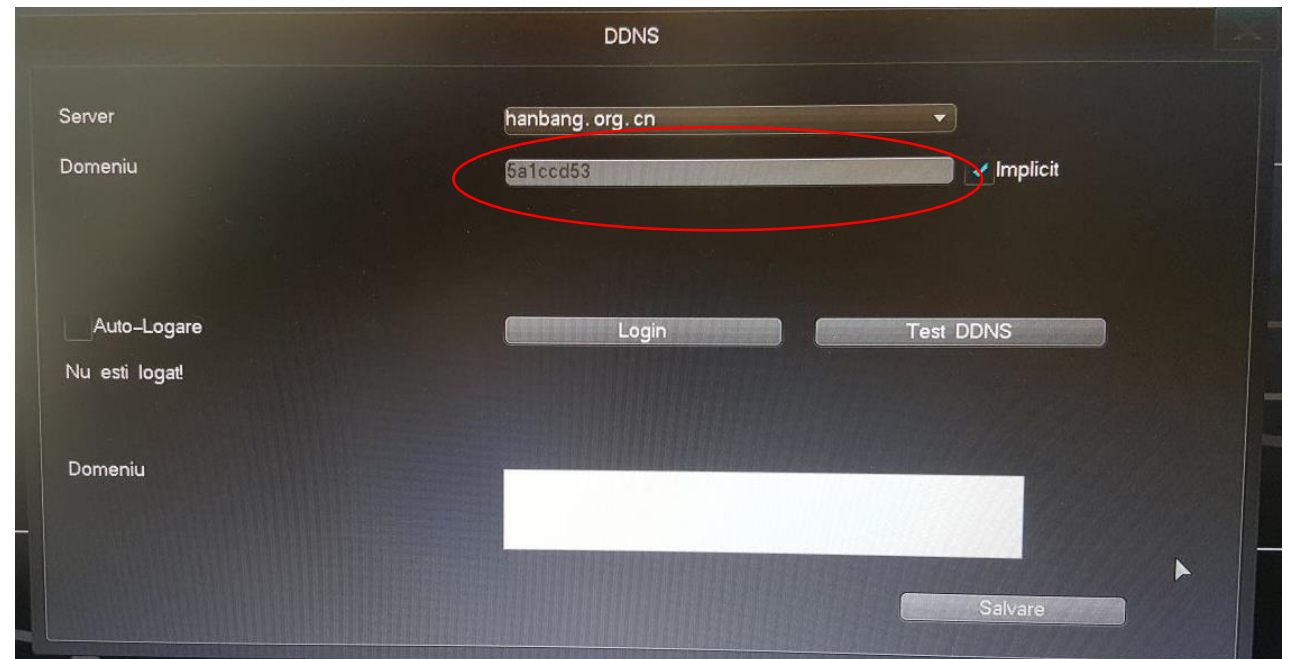 DDNS
Server
hanbang.org.cn
Domeniu
5a1ccd53
Implicit
Auto-Logare
Login
Test DDNS
Nu esti logat!
Domeniu
Salvare